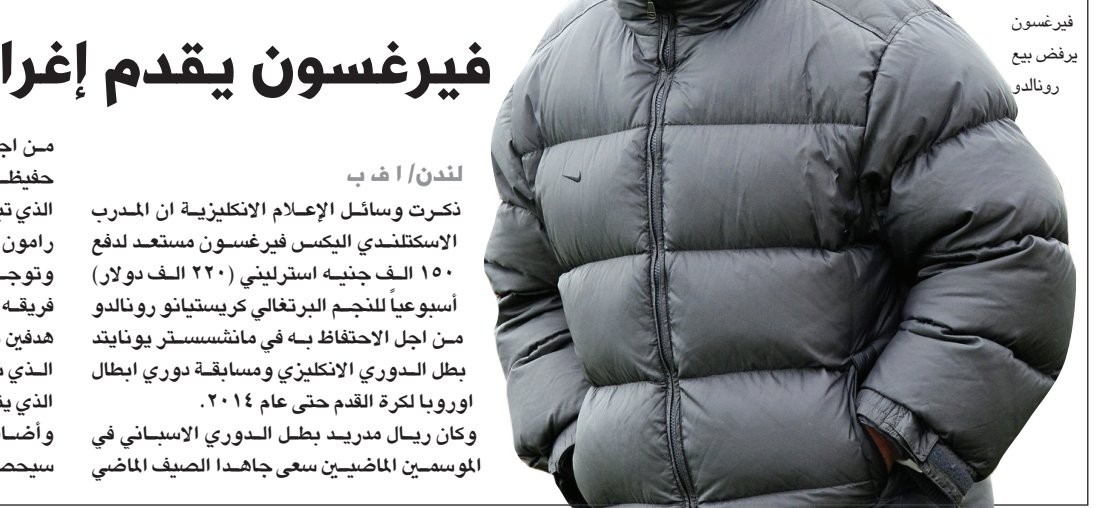 فيرغسون
يرفض بيع
رونالدو
فيرغسون يقدم إغرا
لندن/ ا ف ب
ذكرت وسائل الإعلام الانكليزية ان المدرب
الاسكتلندي اليكس فيرغسون مستعد لدفع
١٥٠ الف جنيه استرليني (٢٢٠ الف دولار)
أسبوعياً للنجم البرتغالي كريستيانو رونالدو
من اجل الاحتفاظ به في مانشسستر يونايتد
بطل الدوري الانكليزي ومسابقة دوري ابطال
اوروبا لكرة القدم حتى عام ٢٠١٤.
وكان ريال مدريد بطل الدوري الاسباني في
الموسمين الماضيين سعى جاهدا الصيف الماضي
من اج
حفيظ
الذي تب
رامون
وتوج
فريقه
هدفين
الذي
الذي ين
وأضا
سيحص